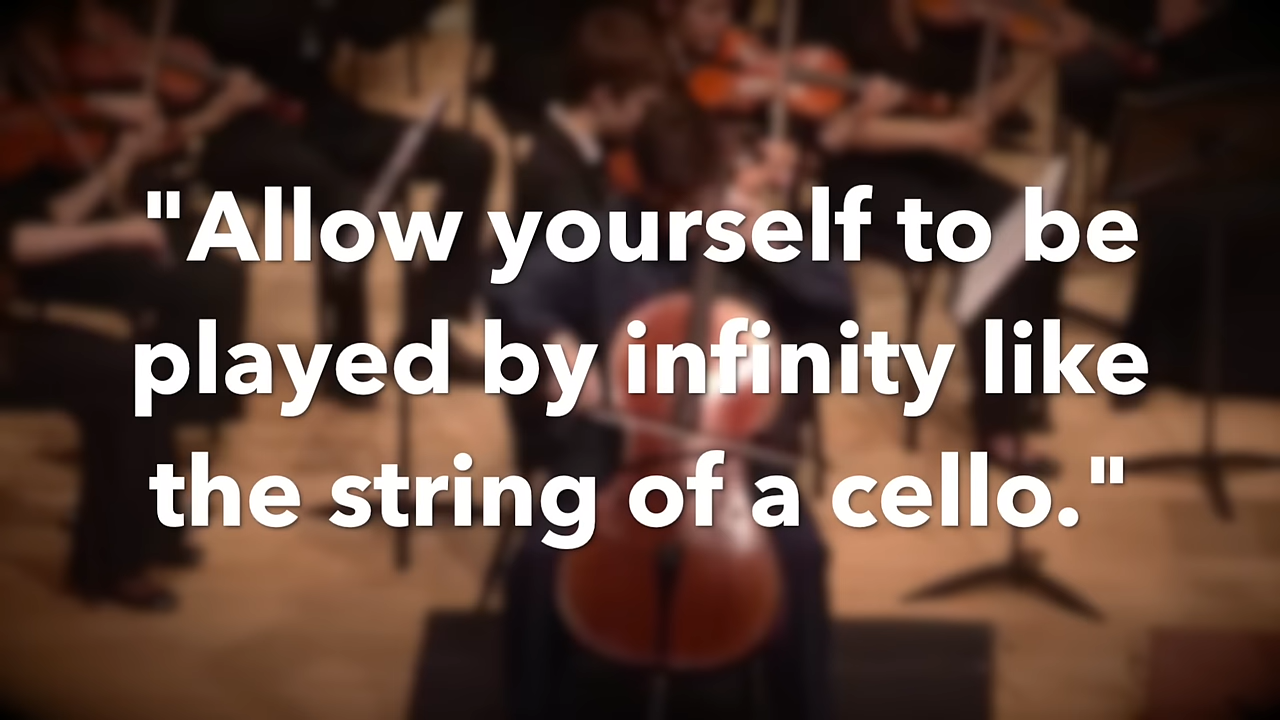 "Allow yourself to be
played by infinity like
the string of a cello."